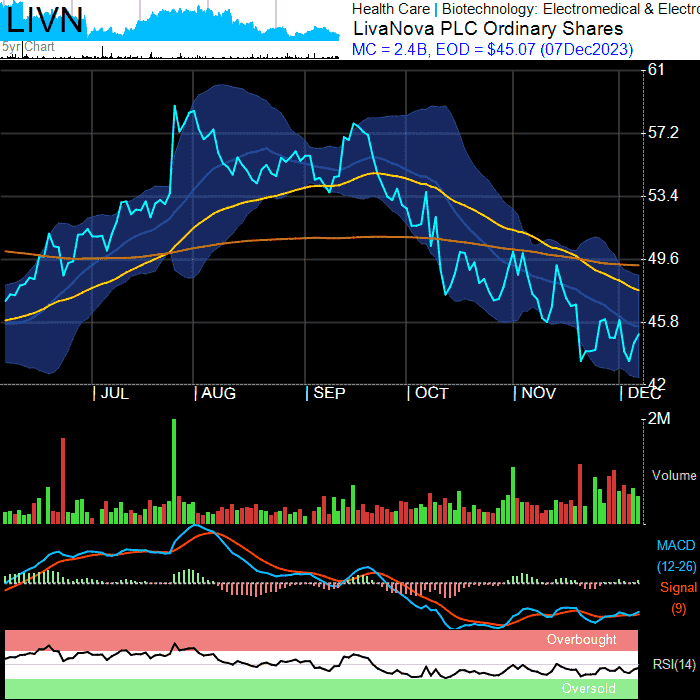 LIVN
5yr Chart
Health Care | Biotechnology: Electromedical & Electro
LivaNova PLC Ordinary Shares
MC = 2.4B, EOD = $45.07 (07Dec2023)
61
57.2
53.4
49.6
45.8
42
JUL
AUG
SEP
OCT
NOV
DEC
2M
Volume
MACD
(12-26)
Signal
(9)
Overbought
RSI(14)
Oversold